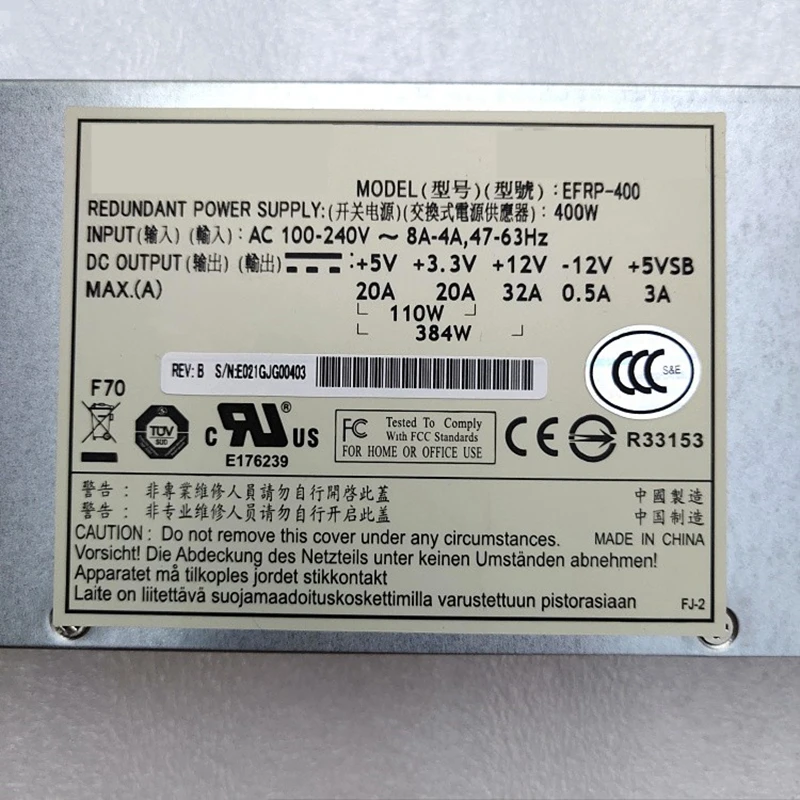 MODEL(型号)(型號):EFRP-400
REDUNDANT POWER SUPPLY:(开关电源)(交換式電源供應器): 400W
INPUT(输入) (輸入): AC 100-240V ~ 8A-4A,47-63Hz
DC OUTPUT(输出) (輸出) :+5V +3.3V +12V -12V +5VSB
MAX.(A) 20A 20A 32A 0.5A 3A
110W
384W
REV: B S/N:E021GJG00403
CCC S&E
F70
TÜV SÜD
c RU ® US
E176239
FC Tested To Comply
With FCC Standards
FOR HOME OR OFFICE USE
CE
R33153
警告: 非專業維修人員請勿自行開啓此蓋 中國製造
警告: 非专业维修人员请勿自行开启此盖 中国制造
CAUTION: Do not remove this cover under any circumstances. MADE IN CHINA
Vorsicht! Die Abdeckung des Netzteils unter keinen Umständen abnehmen!
Apparatet må tilkoples jordet stikkontakt
Laite on liitettävä suojamaadoituskoskettimilla varustettuun pistorasiaan FJ-2